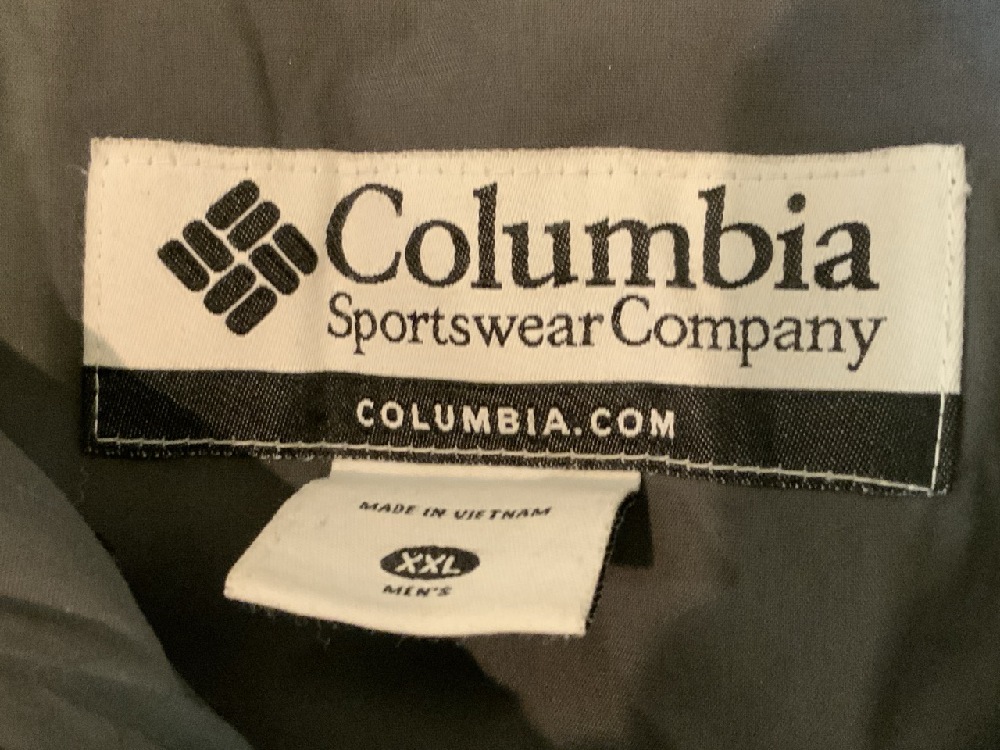 Columbia
Sportswear Company
COLUMBIA.COM
MADE IN VIETNAM
XXL
MEN'S